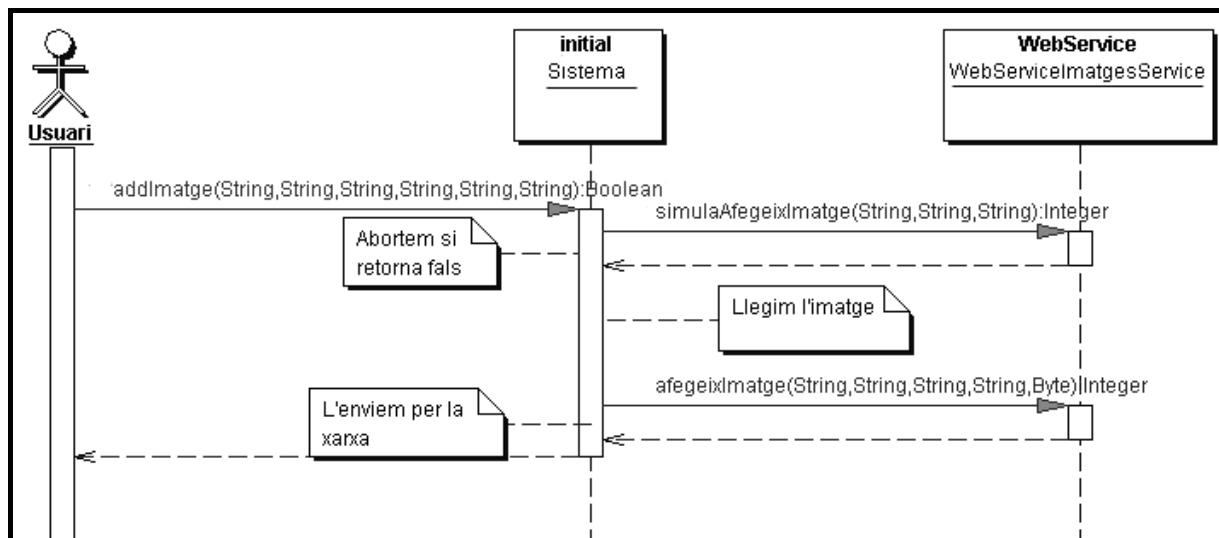 initial
Sistema
WebService
WebServiceImatgesService
Usuari
addImatge(String,String,String,String,String,String):Boolean
simulaAfegeixImatge(String,String,String):Integer
Abortem si
retorna fals
Llegim l'imatge
afegeixImatge(String,String,String,String,Byte):Integer
L'enviem per la
xarxa